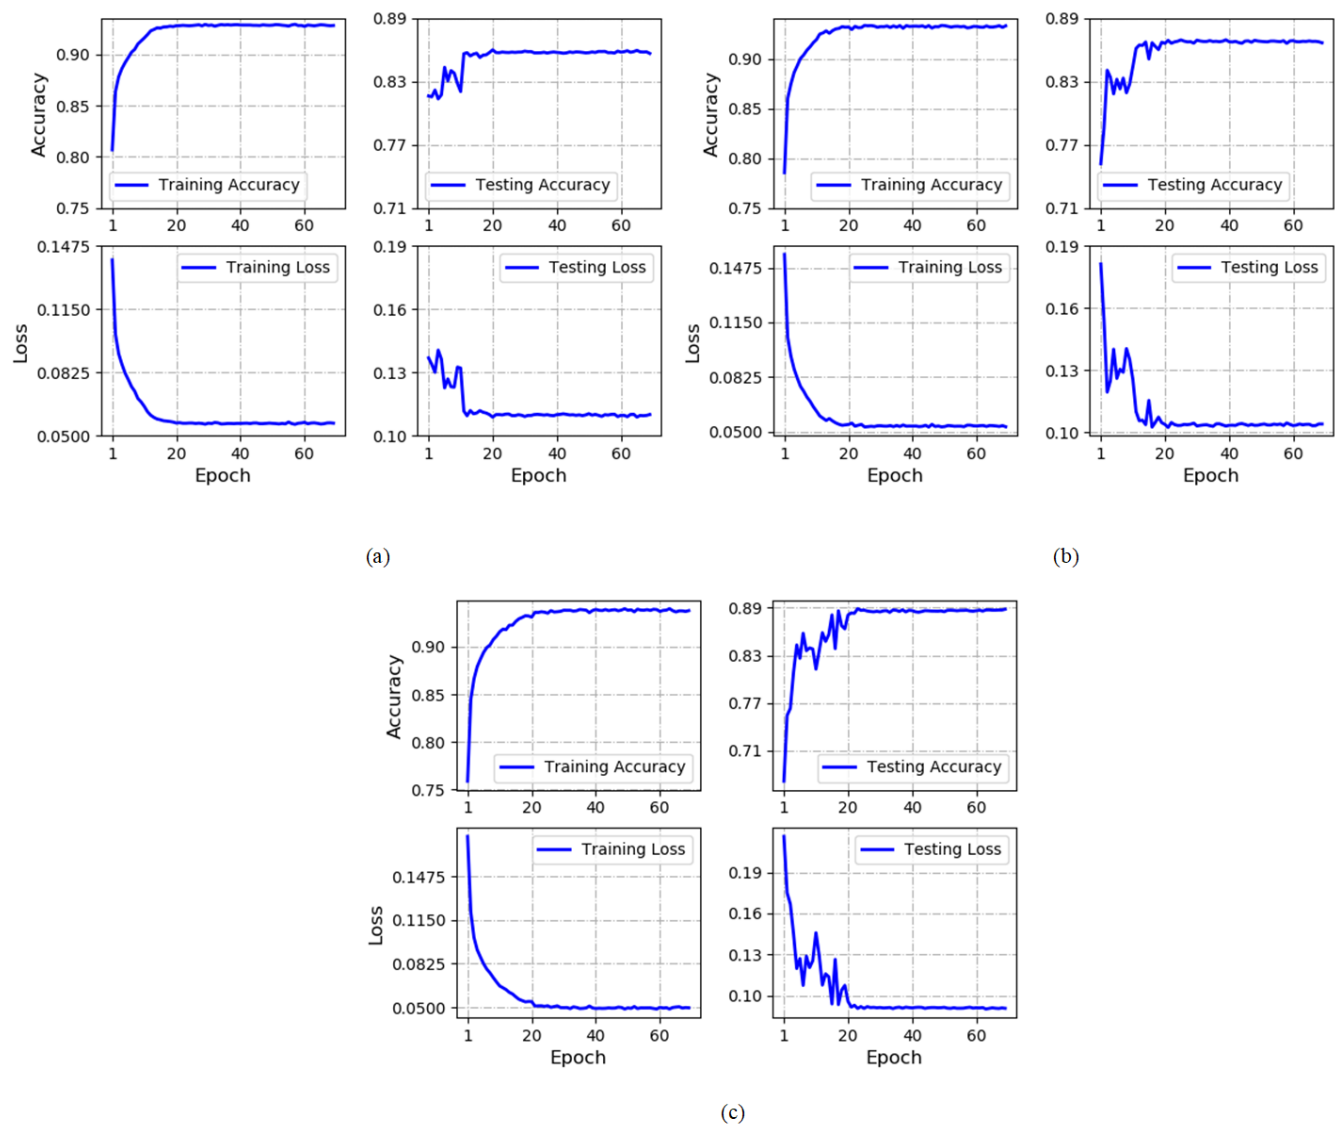 Accuracy
0.90
0.85
0.80
0.75
Training Accuracy
1 20 40 60
0.89
0.83
0.77
0.71
Testing Accuracy
1 20 40 60
Loss
0.1475
0.1150
0.0825
0.0500
Training Loss
1 20 40 60
Epoch
0.19
0.16
0.13
0.10
Testing Loss
1 20 40 60
Epoch
(a)
Accuracy
0.90
0.85
0.80
0.75
Training Accuracy
1 20 40 60
0.89
0.83
0.77
0.71
Testing Accuracy
1 20 40 60
Loss
0.1475
0.1150
0.0825
0.0500
Training Loss
1 20 40 60
Epoch
0.19
0.16
0.13
0.10
Testing Loss
1 20 40 60
Epoch
(b)
Accuracy
0.90
0.85
0.80
0.75
Training Accuracy
1 20 40 60
0.89
0.83
0.77
0.71
Testing Accuracy
1 20 40 60
Loss
0.1475
0.1150
0.0825
0.0500
Training Loss
1 20 40 60
Epoch
0.19
0.16
0.13
0.10
Testing Loss
1 20 40 60
Epoch
(c)